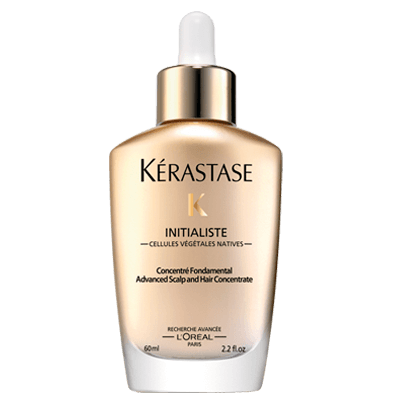 KÉRASTASE
K
INITIALISTE
CELLULES VÉGÉTALES NATIVES
Concentré Fondamental
Advanced Scalp and Hair Concentrate
RECHERCHE AVANCÉE
L'ORÉAL
PARIS
60ml 2.2 fl.oz